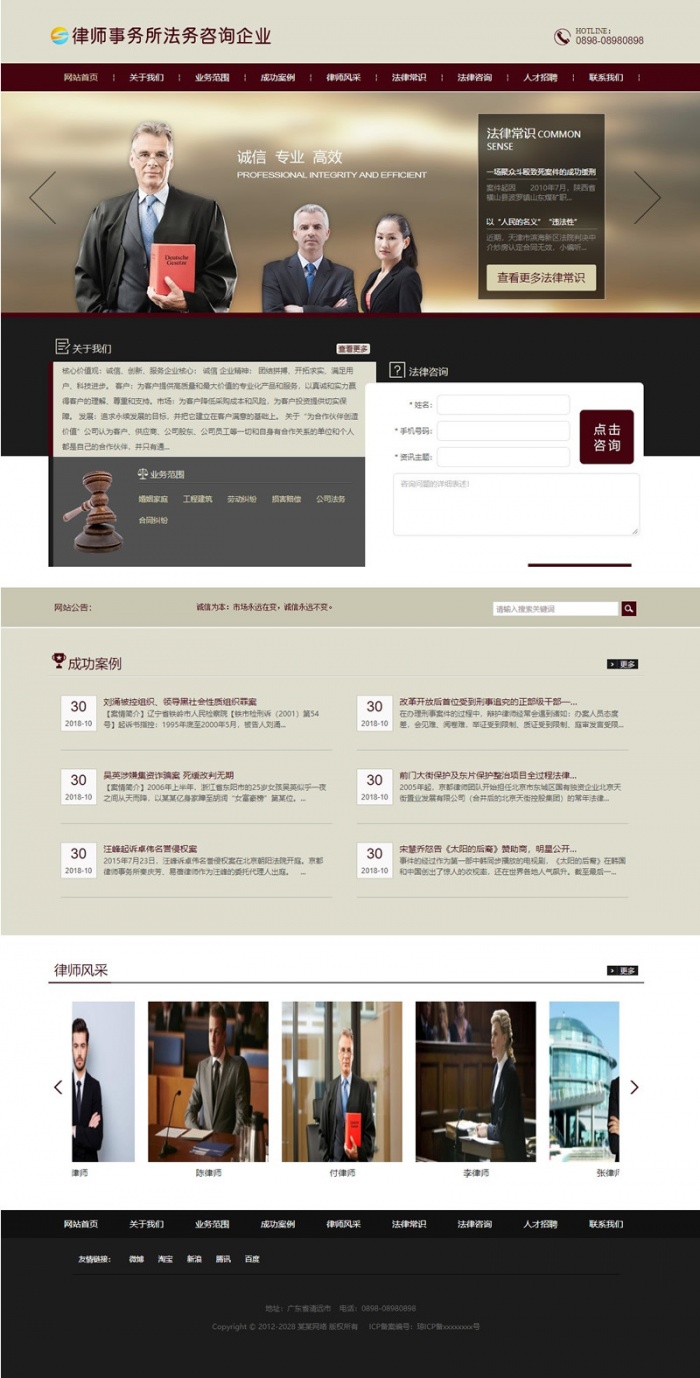 律师事务所法务咨询企业
HOTLINE:
0898-08980898
网站首页 关于我们 业务范围 成功案例 律师风采 法律常识 法律咨询 人才招聘 联系我们
诚信 专业 高效
PROFESSIONAL INTEGRITY AND EFFICIENT
Deutsche
Gesetze
法律常识 COMMON
SENSE
一场聚众斗殴致死案件的成功缓刑
案件起因 2010年7月，陕西省
横山县波罗镇山东煤矿职...
以“人民的名义” “违法性”
近期，天津市滨海新区法院判决中
介炒房认定合同无效，小编听...
查看更多法律常识
关于我们
查看更多
核心价值观：诚信、创新、服务企业核心： 诚信 企业精神： 团结拼搏、开拓求实、满足用
户、科技进步。 客户：为客户提供高质量和最大价值的专业化产品和服务，以真诚和实力赢
得客户的理解、尊重和支持。市场：为客户降低采购成本和风险，为客户投资提供切实保
障。 发展：追求永续发展的目标，并把它建立在客户满意的基础上。 关于“为合作伙伴创造
价值”公司认为客户、供应商、公司股东、公司员工等一切和自身有合作关系的单位和个人
都是自己的合作伙伴，并只有通...
业务范围
婚姻家庭 工程建筑 劳动纠纷 损害赔偿 公司法务
合同纠纷
法律咨询
* 姓名：
* 手机号码：
* 资讯主题：
点击
咨询
咨询问题的详细表述！
网站公告：
诚信为本：市场永远在变，诚信永远不变。
请输入搜索关键词
成功案例
更多
30
2018-10
刘涌被控组织、领导黑社会性质组织罪案
【案情简介】辽宁省铁岭市人民检察院【铁市检刑诉（2001）第54
号】起诉书指控：1995年底至2000年5月，被告人刘涌...
30
2018-10
改革开放后首位受到刑事追究的正部级干部—...
在办理刑事案件的过程中，辩护律师经常会遇到诸如：办案人员态度
差，会见难、阅卷难、举证受到限制、质证受到限制、庭审发言受限...
30
2018-10
吴英涉嫌集资诈骗案 死缓改判无期
【案情简介】2006年上半年，浙江省东阳市的25岁女孩吴英似乎一夜
之间从天而降，以某某亿身家蹿至胡润“女富豪榜”第某位。...
30
2018-10
前门大街保护及东片保护整治项目全过程法律...
2005年起，京都律师团队开始担任北京市东城区国有独资企业北京天
街置业发展有限公司（合并后的北京天街控股集团）的常年法律...
30
2018-10
汪峰起诉卓伟名誉侵权案
2015年7月23日，汪峰诉卓伟名誉侵权案在北京朝阳法院开庭。京都
律师事务所秦庆芳、易薇律师作为汪峰的委托代理人出庭。 ...
30
2018-10
宋慧乔怒告《太阳的后裔》赞助商，明星公开...
事件的经过作为第一部中韩同步播放的电视剧，《太阳的后裔》在韩国
和中国创出了惊人的收视率，还在世界各地人气飙升。截至最后一...
律师风采
更多
律师
陈律师
付律师
李律师
张律师
网站首页 关于我们 业务范围 成功案例 律师风采 法律常识 法律咨询 人才招聘 联系我们
友情链接： 微博 淘宝 新浪 腾讯 百度
地址：广东省清远市 电话：0898-08980898
Copyright © 2012-2028 某某网络 版权所有 ICP备案编号：琼ICP备xxxxxxxx号